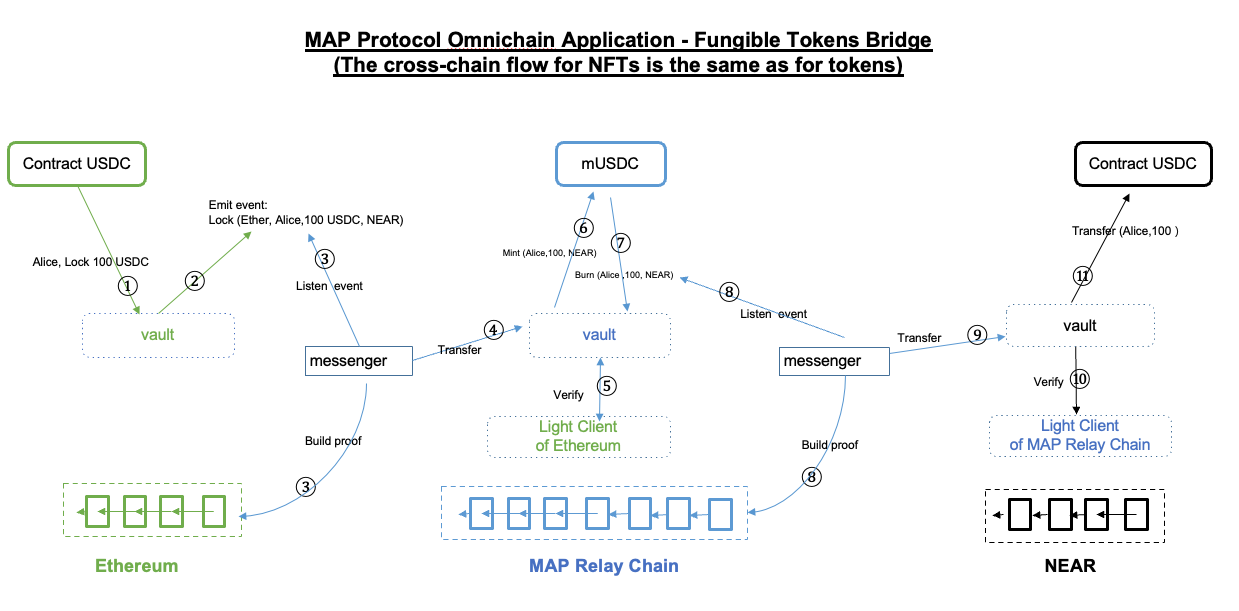 MAP Protocol Omnichain Application - Fungible Tokens Bridge
(The cross-chain flow for NFTs is the same as for tokens)
Contract USDC
mUSDC
Contract USDC
Emit event:
Lock (Ether, Alice,100 USDC, NEAR)
Alice, Lock 100 USDC
①
②
③
Listen event
⑥
Mint (Alice,100, NEAR)
⑦
Burn (Alice ,100, NEAR)
⑧
Listen event
Transfer (Alice,100 )
⑪
vault
messenger
④
Transfer
vault
⑤
Verify
messenger
Transfer
⑨
vault
Verify
⑩
Light Client
of Ethereum
Light Client
of MAP Relay Chain
Build proof
③
Build proof
⑧
Ethereum
MAP Relay Chain
NEAR